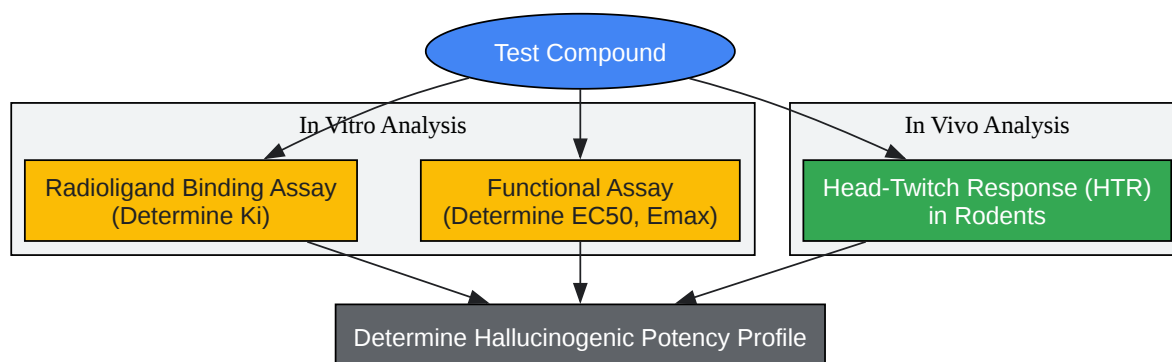 Test Compound
In Vitro Analysis
In Vivo Analysis
Radioligand Binding Assay
(Determine Ki)
Functional Assay
(Determine EC50, Emax)
Head-Twitch Response (HTR)
in Rodents
Determine Hallucinogenic Potency Profile